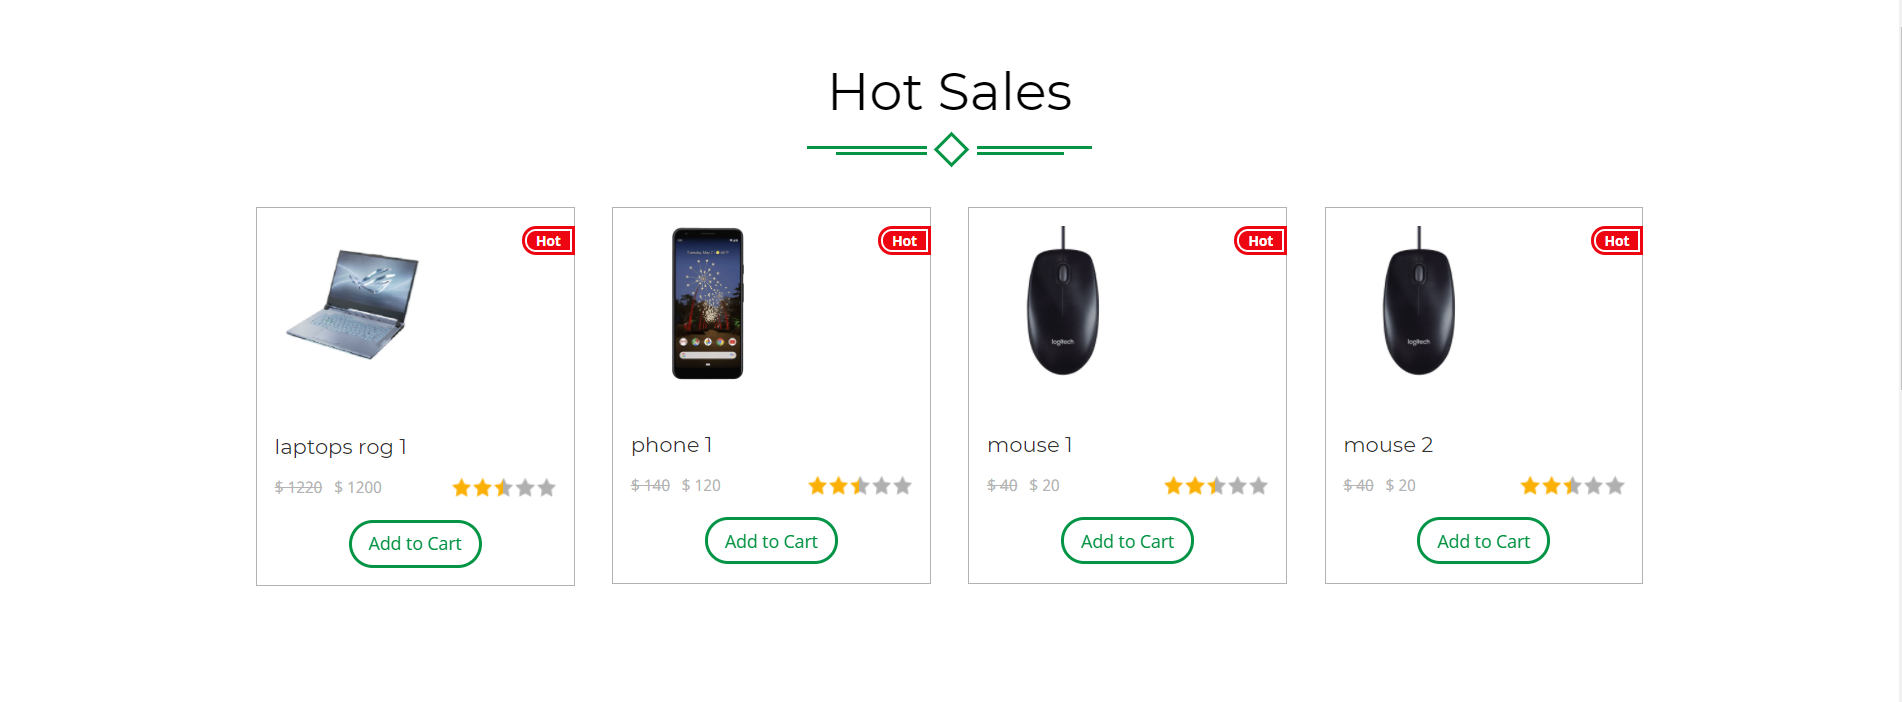 Hot Sales
Hot
laptops rog 1
$ 1220 $ 1200
Add to Cart
Hot
phone 1
$ 140 $ 120
Add to Cart
Hot
logitech
mouse 1
$ 40 $ 20
Add to Cart
Hot
logitech
mouse 2
$ 40 $ 20
Add to Cart